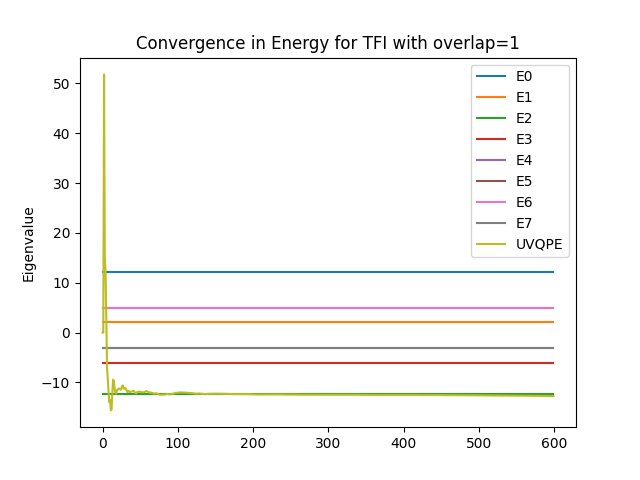 Convergence in Energy for TFI with overlap=1
Eigenvalue
50
40
30
20
10
0
−10
0
100
200
300
400
500
600
E0
E1
E2
E3
E4
E5
E6
E7
UVQPE